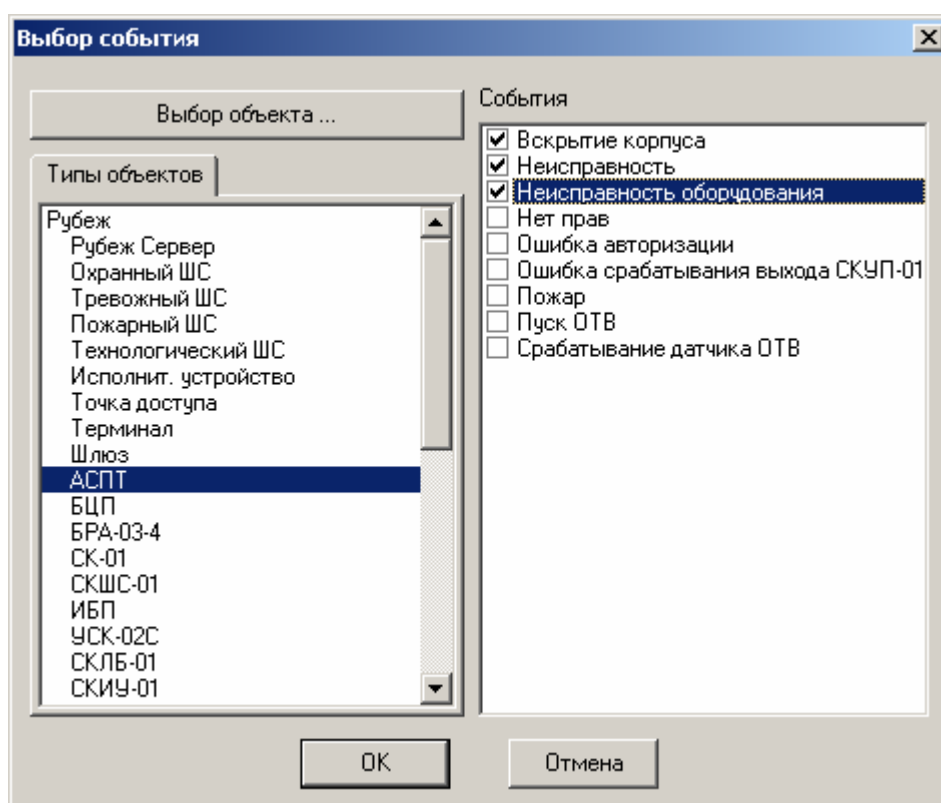 Выбор события
Выбор объекта ...
Типы объектов
Рубеж
Рубеж Сервер
Охранный ШС
Тревожный ШС
Пожарный ШС
Технологический ШС
Исполнит. устройство
Точка доступа
Терминал
Шлюз
АСПТ
БЦП
БРА-03-4
СК-01
СКШС-01
ИБП
УСК-02С
СКЛБ-01
СКИУ-01
События
Вскрытие корпуса
Неисправность
Неисправность оборудования
Нет прав
Ошибка авторизации
Ошибка срабатывания выхода СКУП-01
Пожар
Пуск ОТВ
Срабатывание датчика ОТВ
OK
Отмена